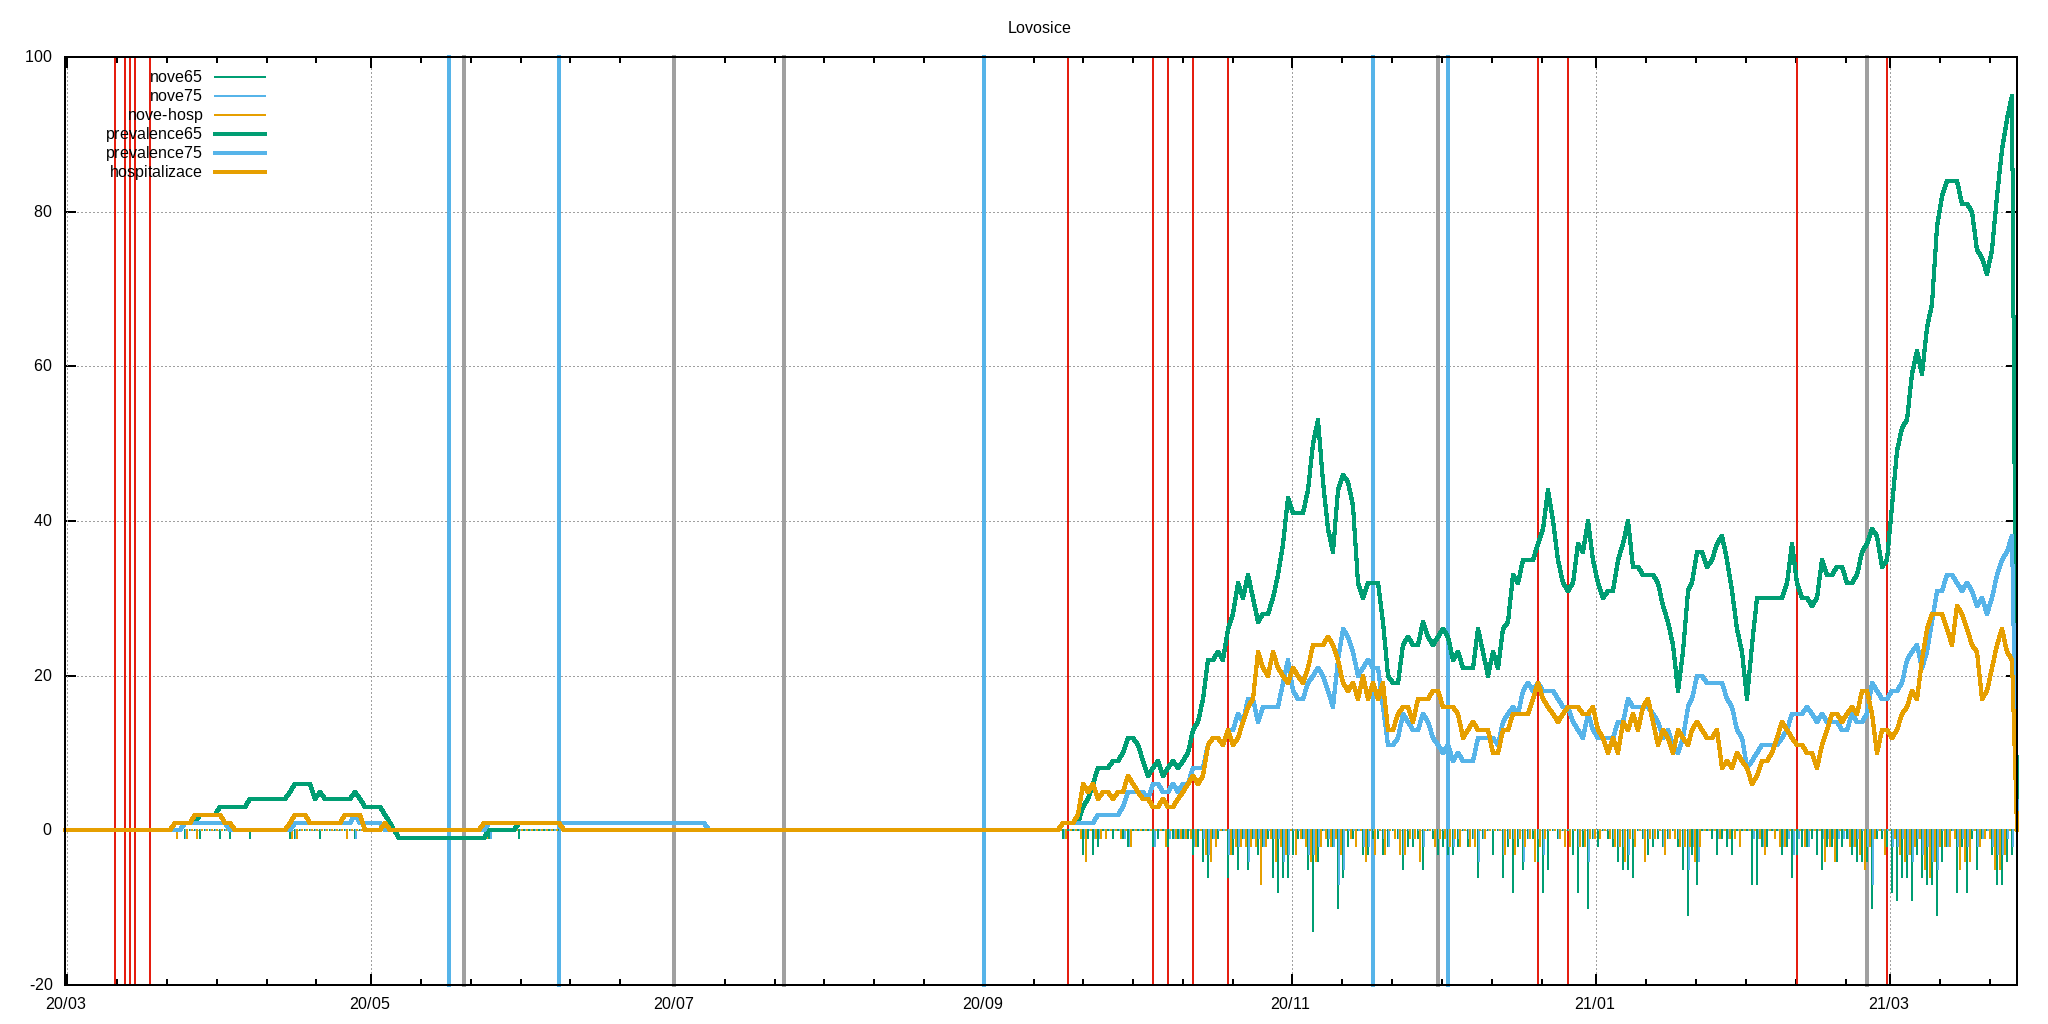 Lovosice
100
nove65
nove75
nove-hosp
prevalence65
prevalence75
hospitalizace
80
60
40
20
0
-20
20/03 20/05 20/07 20/09 20/11 21/01 21/03